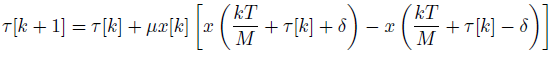 τ[k + 1] = τ[k] + μx[k] [ x ( kT/M + τ[k] + δ ) − x ( kT/M + τ[k] − δ ) ]